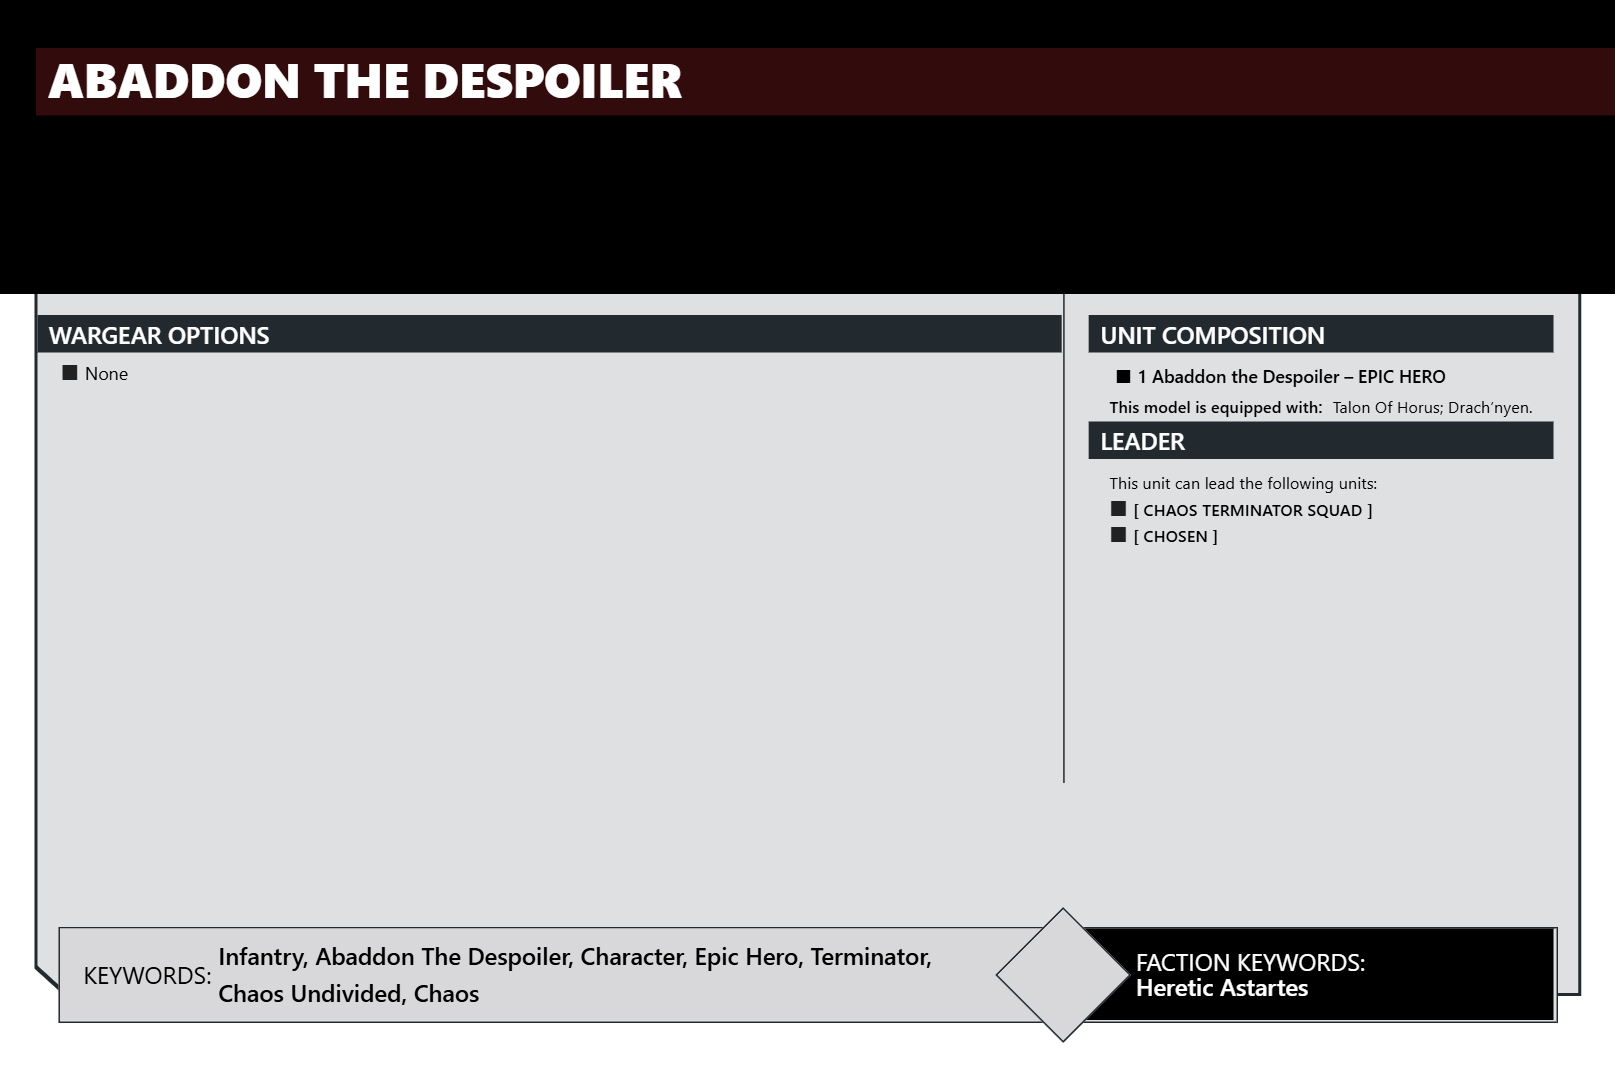 ABADDON THE DESPOILER
WARGEAR OPTIONS
None
UNIT COMPOSITION
1 Abaddon the Despoiler – EPIC HERO
This model is equipped with: Talon Of Horus; Drach’nyen.
LEADER
This unit can lead the following units:
[ CHAOS TERMINATOR SQUAD ]
[ CHOSEN ]
KEYWORDS: Infantry, Abaddon The Despoiler, Character, Epic Hero, Terminator,
Chaos Undivided, Chaos
FACTION KEYWORDS:
Heretic Astartes